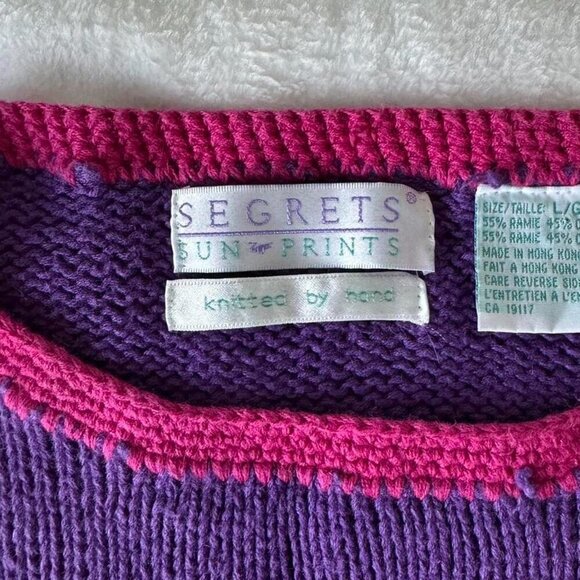 SEGRETS®
SUN PRINTS
knitted by hand
SIZE/TAILLE: L/G
55% RAMIE 45% C
55% RAMIE 45% C
MADE IN HONG KONG
FAIT A HONG KONG
CARE REVERSE SIDE
L'ENTRETIEN A L'E
CA 19117